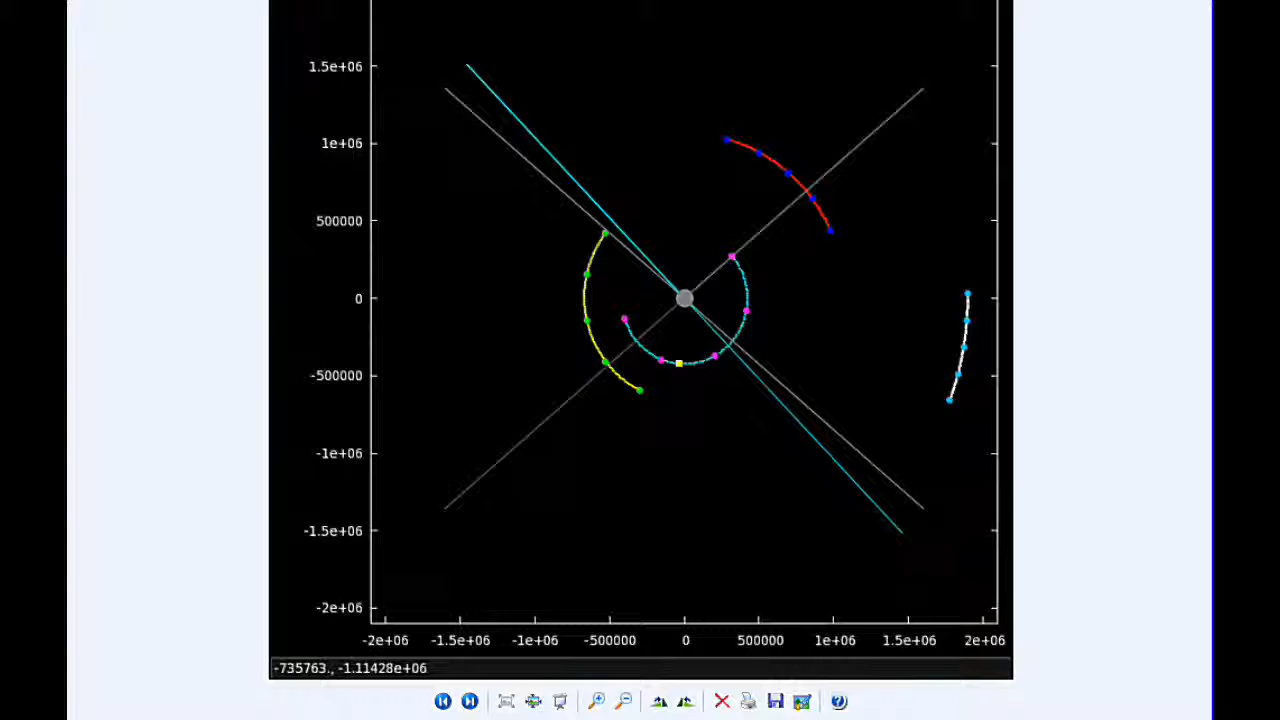 1.5e+06
1e+06
500000
0
-500000
-1e+06
-1.5e+06
-2e+06
-2e+06 -1.5e+06 -1e+06 -500000 0 500000 1e+06 1.5e+06 2e+06
-735763., -1.11428e+06